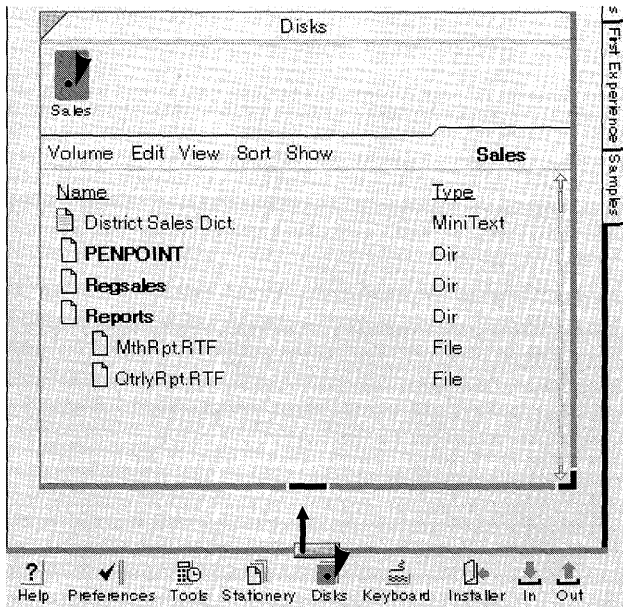 Disks
Sales
Volume Edit View Sort Show Sales
Name Type
District Sales Dict. MiniText
PENPOINT Dir
Regsales Dir
Reports Dir
MthRpt.RTF File
QtrlyRpt.RTF File
s
First Experience
Samples
?
Help Preferences Tools Stationery Disks Keyboard Installer In Out